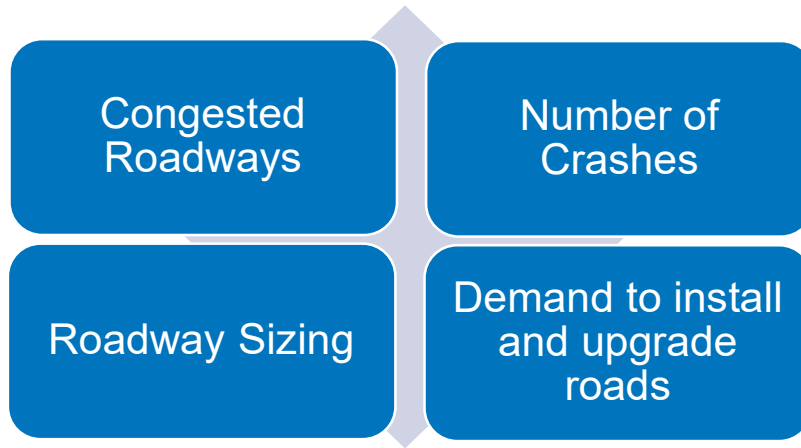 Congested
Roadways
Number of
Crashes
Roadway Sizing
Demand to install
and upgrade
roads